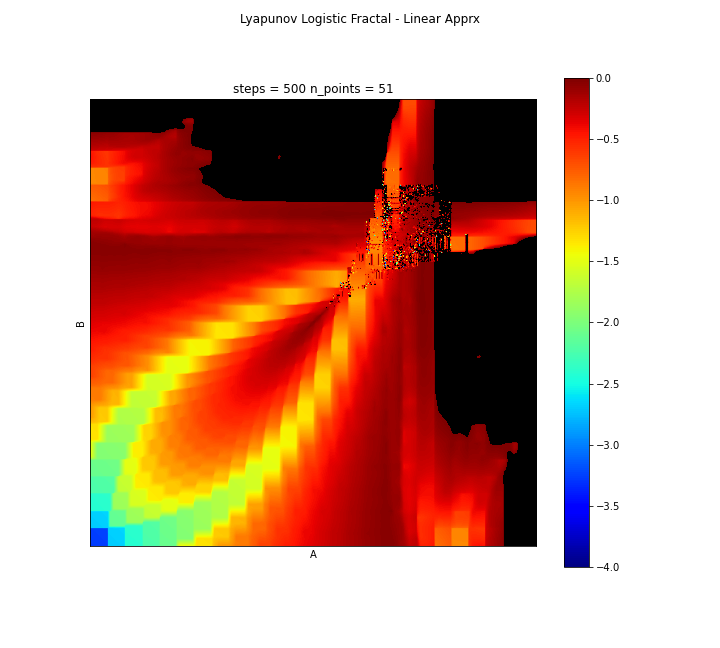 Lyapunov Logistic Fractal - Linear Apprx
steps = 500 n_points = 51
B
A
0.0
−0.5
−1.0
−1.5
−2.0
−2.5
−3.0
−3.5
−4.0